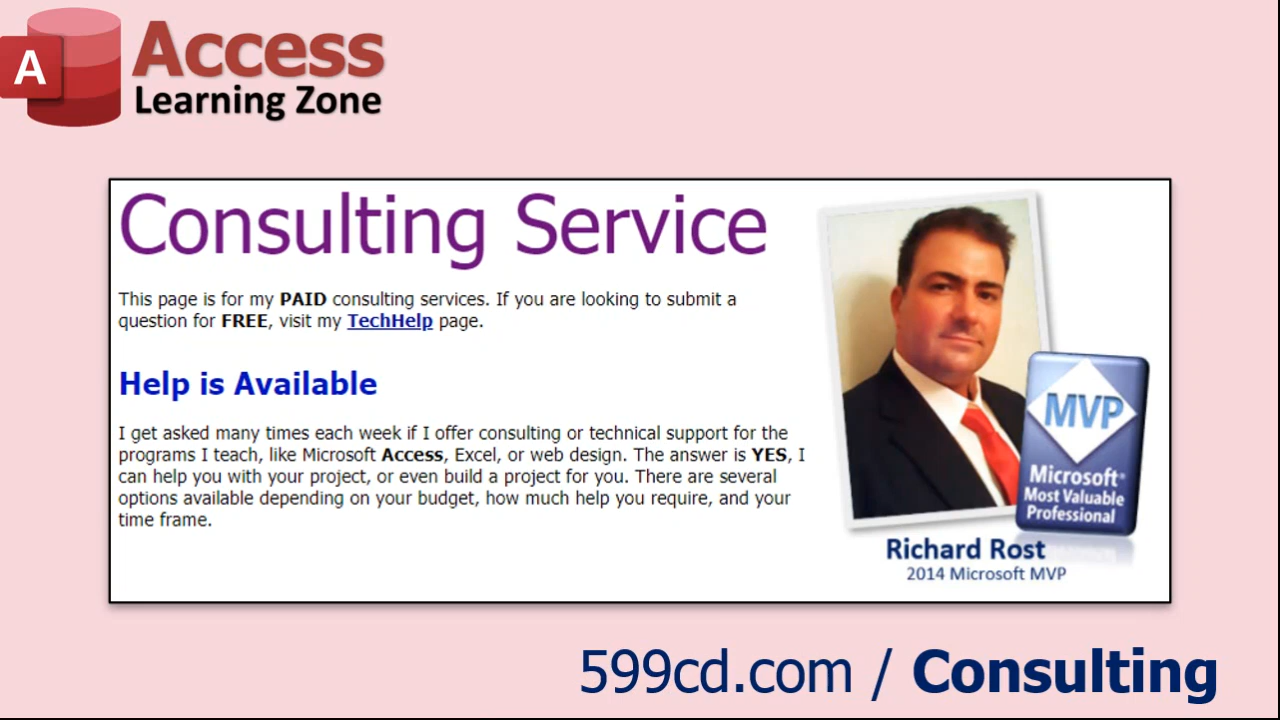 A
Access
Learning Zone
Consulting Service
This page is for my PAID consulting services. If you are looking to submit a
question for FREE, visit my TechHelp page.
Help is Available
I get asked many times each week if I offer consulting or technical support for the
programs I teach, like Microsoft Access, Excel, or web design. The answer is YES, I
can help you with your project, or even build a project for you. There are several
options available depending on your budget, how much help you require, and your
time frame.
MVP
Microsoft®
Most Valuable
Professional
Richard Rost
2014 Microsoft MVP
599cd.com / Consulting